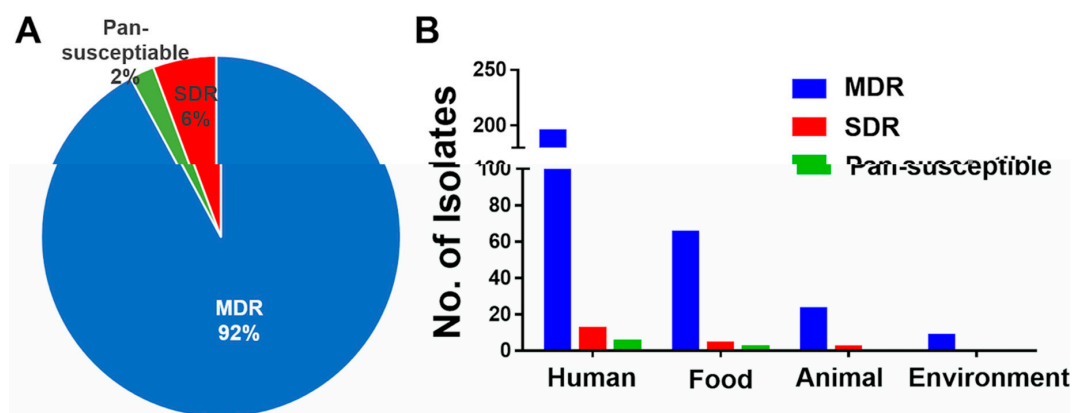 A
Pan-
susceptiable
2%
SDR
6%
MDR
92%
B
No. of Isolates
250
200
100
80
60
40
20
0
MDR
SDR
Pan-susceptible
Human
Food
Animal
Environment